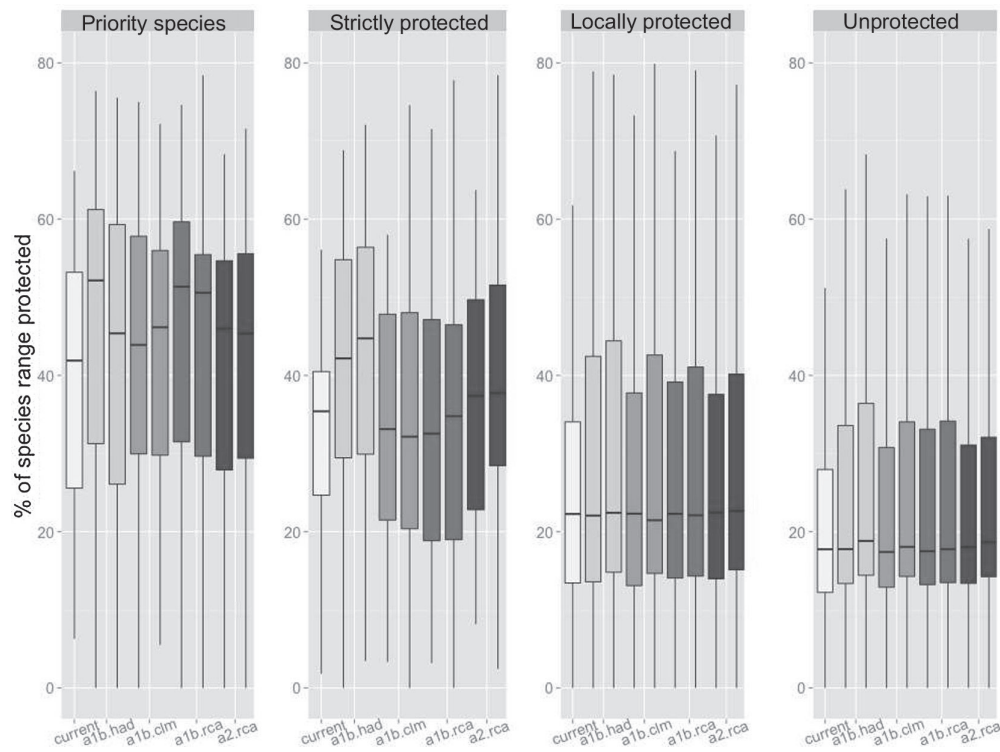 Priority species
Strictly protected
Locally protected
Unprotected
% of species range protected
80
60
40
20
0
80
60
40
20
0
80
60
40
20
0
80
60
40
20
0
current
a1b.had
a1b.clm
a1b.rca
a2.rca
current
a1b.had
a1b.clm
a1b.rca
a2.rca
current
a1b.had
a1b.clm
a1b.rca
a2.rca
current
a1b.had
a1b.clm
a1b.rca
a2.rca